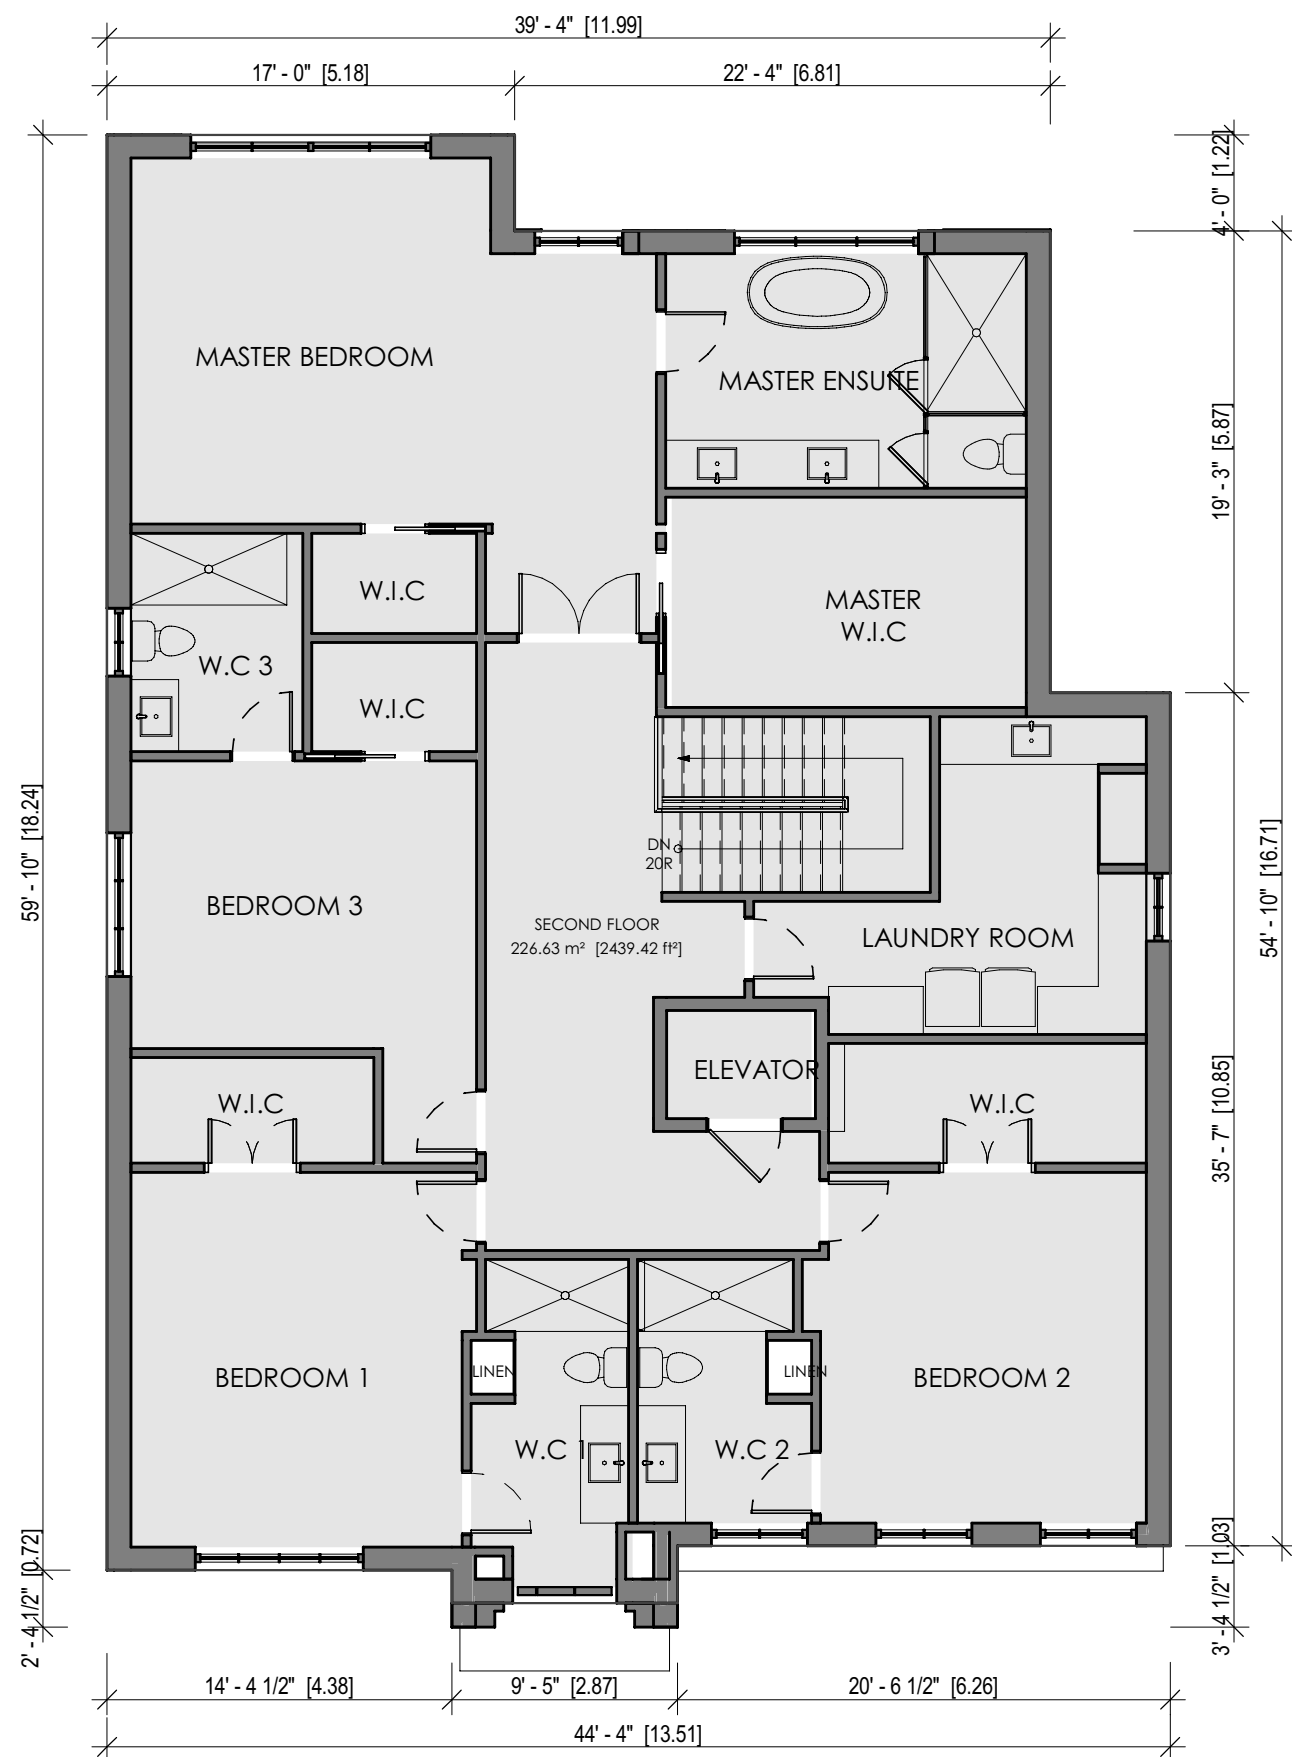 39' - 4" [11.99]
17' - 0" [5.18]
22' - 4" [6.81]
4' - 0" [1.22]
MASTER BEDROOM
MASTER ENSUITE
19' - 3" [5.87]
W.I.C
MASTER
W.I.C
W.C 3
W.I.C
59' - 10" [18.24]
DN
20R
54' - 10" [16.71]
BEDROOM 3
SECOND FLOOR
226.63 m² [2439.42 ft²]
LAUNDRY ROOM
ELEVATOR
W.I.C
W.I.C
35' - 7" [10.85]
BEDROOM 1
LINEN
LINEN
BEDROOM 2
W.C 1
W.C 2
2' - 4 1/2" [0.72]
3' - 4 1/2" [1.03]
14' - 4 1/2" [4.38]
9' - 5" [2.87]
20' - 6 1/2" [6.26]
44' - 4" [13.51]